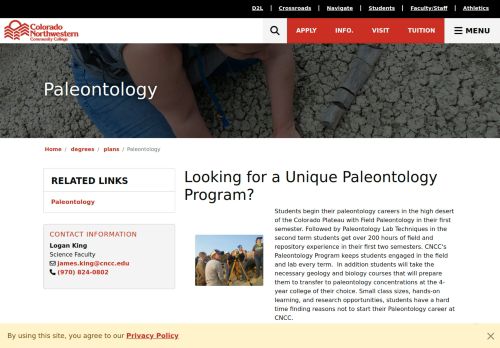 D2L | Crossroads | Navigate | Students | Faculty/Staff | Athletics
Colorado
Northwestern
Community College
APPLY INFO. VISIT TUITION MENU
Paleontology
Home / degrees / plans / Paleontology
RELATED LINKS
Paleontology
CONTACT INFORMATION
Logan King
Science Faculty
james.king@cncc.edu
(970) 824-0802
Looking for a Unique Paleontology
Program?
Students begin their paleontology careers in the high desert
of the Colorado Plateau with Field Paleontology in their first
semester. Followed by Paleontology Lab Techniques in the
second term students get over 200 hours of field and
repository experience in their first two semesters. CNCC's
Paleontology Program keeps students engaged in the field
and lab every term. In addition students will take the
necessary geology and biology courses that will prepare
them to transfer to paleontology concentrations at the 4-
year college of their choice. Small class sizes, hands-on
learning, and research opportunities, students have a hard
time finding reasons not to start their Paleontology career at
CNCC.
By using this site, you agree to our Privacy Policy